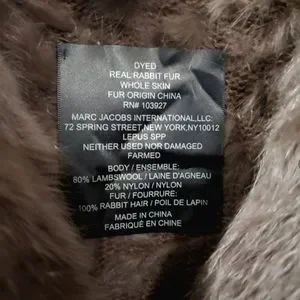 DYED
REAL RABBIT FUR
WHOLE SKIN
FUR ORIGIN CHINA
RN# 103927
MARC JACOBS INTERNATIONAL,LLC:
72 SPRING STREET,NEW YORK,NY10012
LEPUS SPP
NEITHER USED NOR DAMAGED
FARMED
BODY / ENSEMBLE:
80% LAMBSWOOL / LAINE D'AGNEAU
20% NYLON / NYLON
FUR / FOURRURE:
100% RABBIT HAIR / POIL DE LAPIN
MADE IN CHINA
FABRIQUÉ EN CHINE